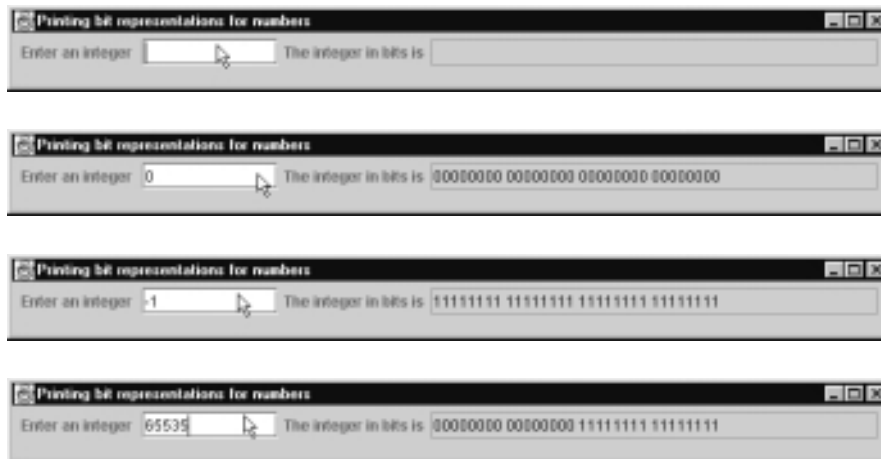 Printing bit representations for numbers
Enter an integer The integer in bits is
Printing bit representations for numbers
Enter an integer 0 The integer in bits is 00000000 00000000 00000000 00000000
Printing bit representations for numbers
Enter an integer -1 The integer in bits is 11111111 11111111 11111111 11111111
Printing bit representations for numbers
Enter an integer 65535 The integer in bits is 00000000 00000000 11111111 11111111